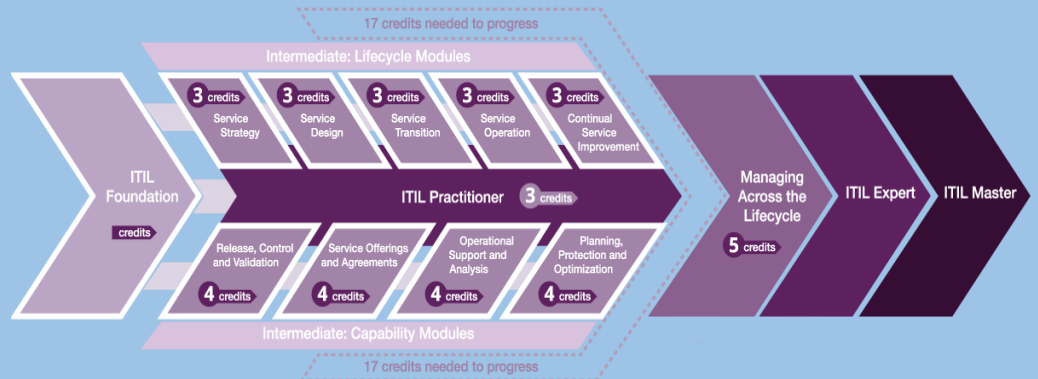 17 credits needed to progress
Intermediate: Lifecycle Modules
3 credits
Service
Strategy
3 credits
Service
Design
3 credits
Service
Transition
3 credits
Service
Operation
3 credits
Continual
Service
Improvement
ITIL
Foundation
credits
ITIL Practitioner 3 credits
Release, Control
and Validation
4 credits
Service Offerings
and Agreements
4 credits
Operational
Support and
Analysis
4 credits
Planning,
Protection and
Optimization
4 credits
Intermediate: Capability Modules
17 credits needed to progress
Managing
Across the
Lifecycle
5 credits
ITIL Expert
ITIL Master